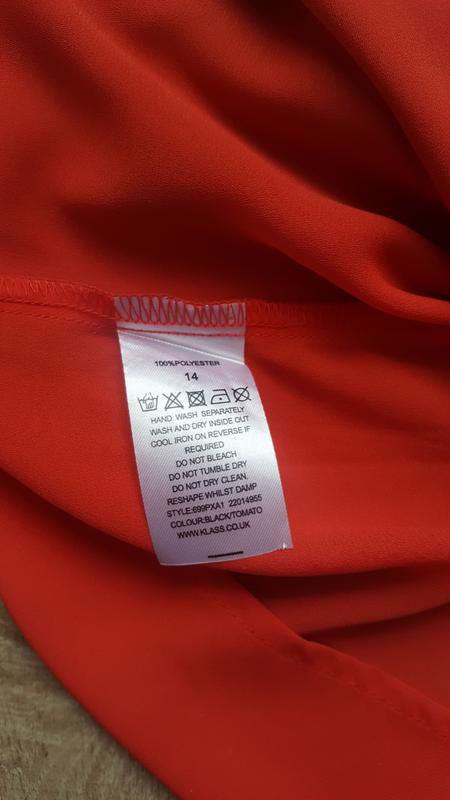 100%POLYESTER
14
HAND WASH SEPARATELY
WASH AND DRY INSIDE OUT
COOL IRON ON REVERSE IF
REQUIRED
DO NOT BLEACH
DO NOT TUMBLE DRY
DO NOT DRY CLEAN.
RESHAPE WHILST DAMP
STYLE:699PXA1 22014955
COLOUR:BLACK/TOMATO
WWW.KLASS.CO.UK